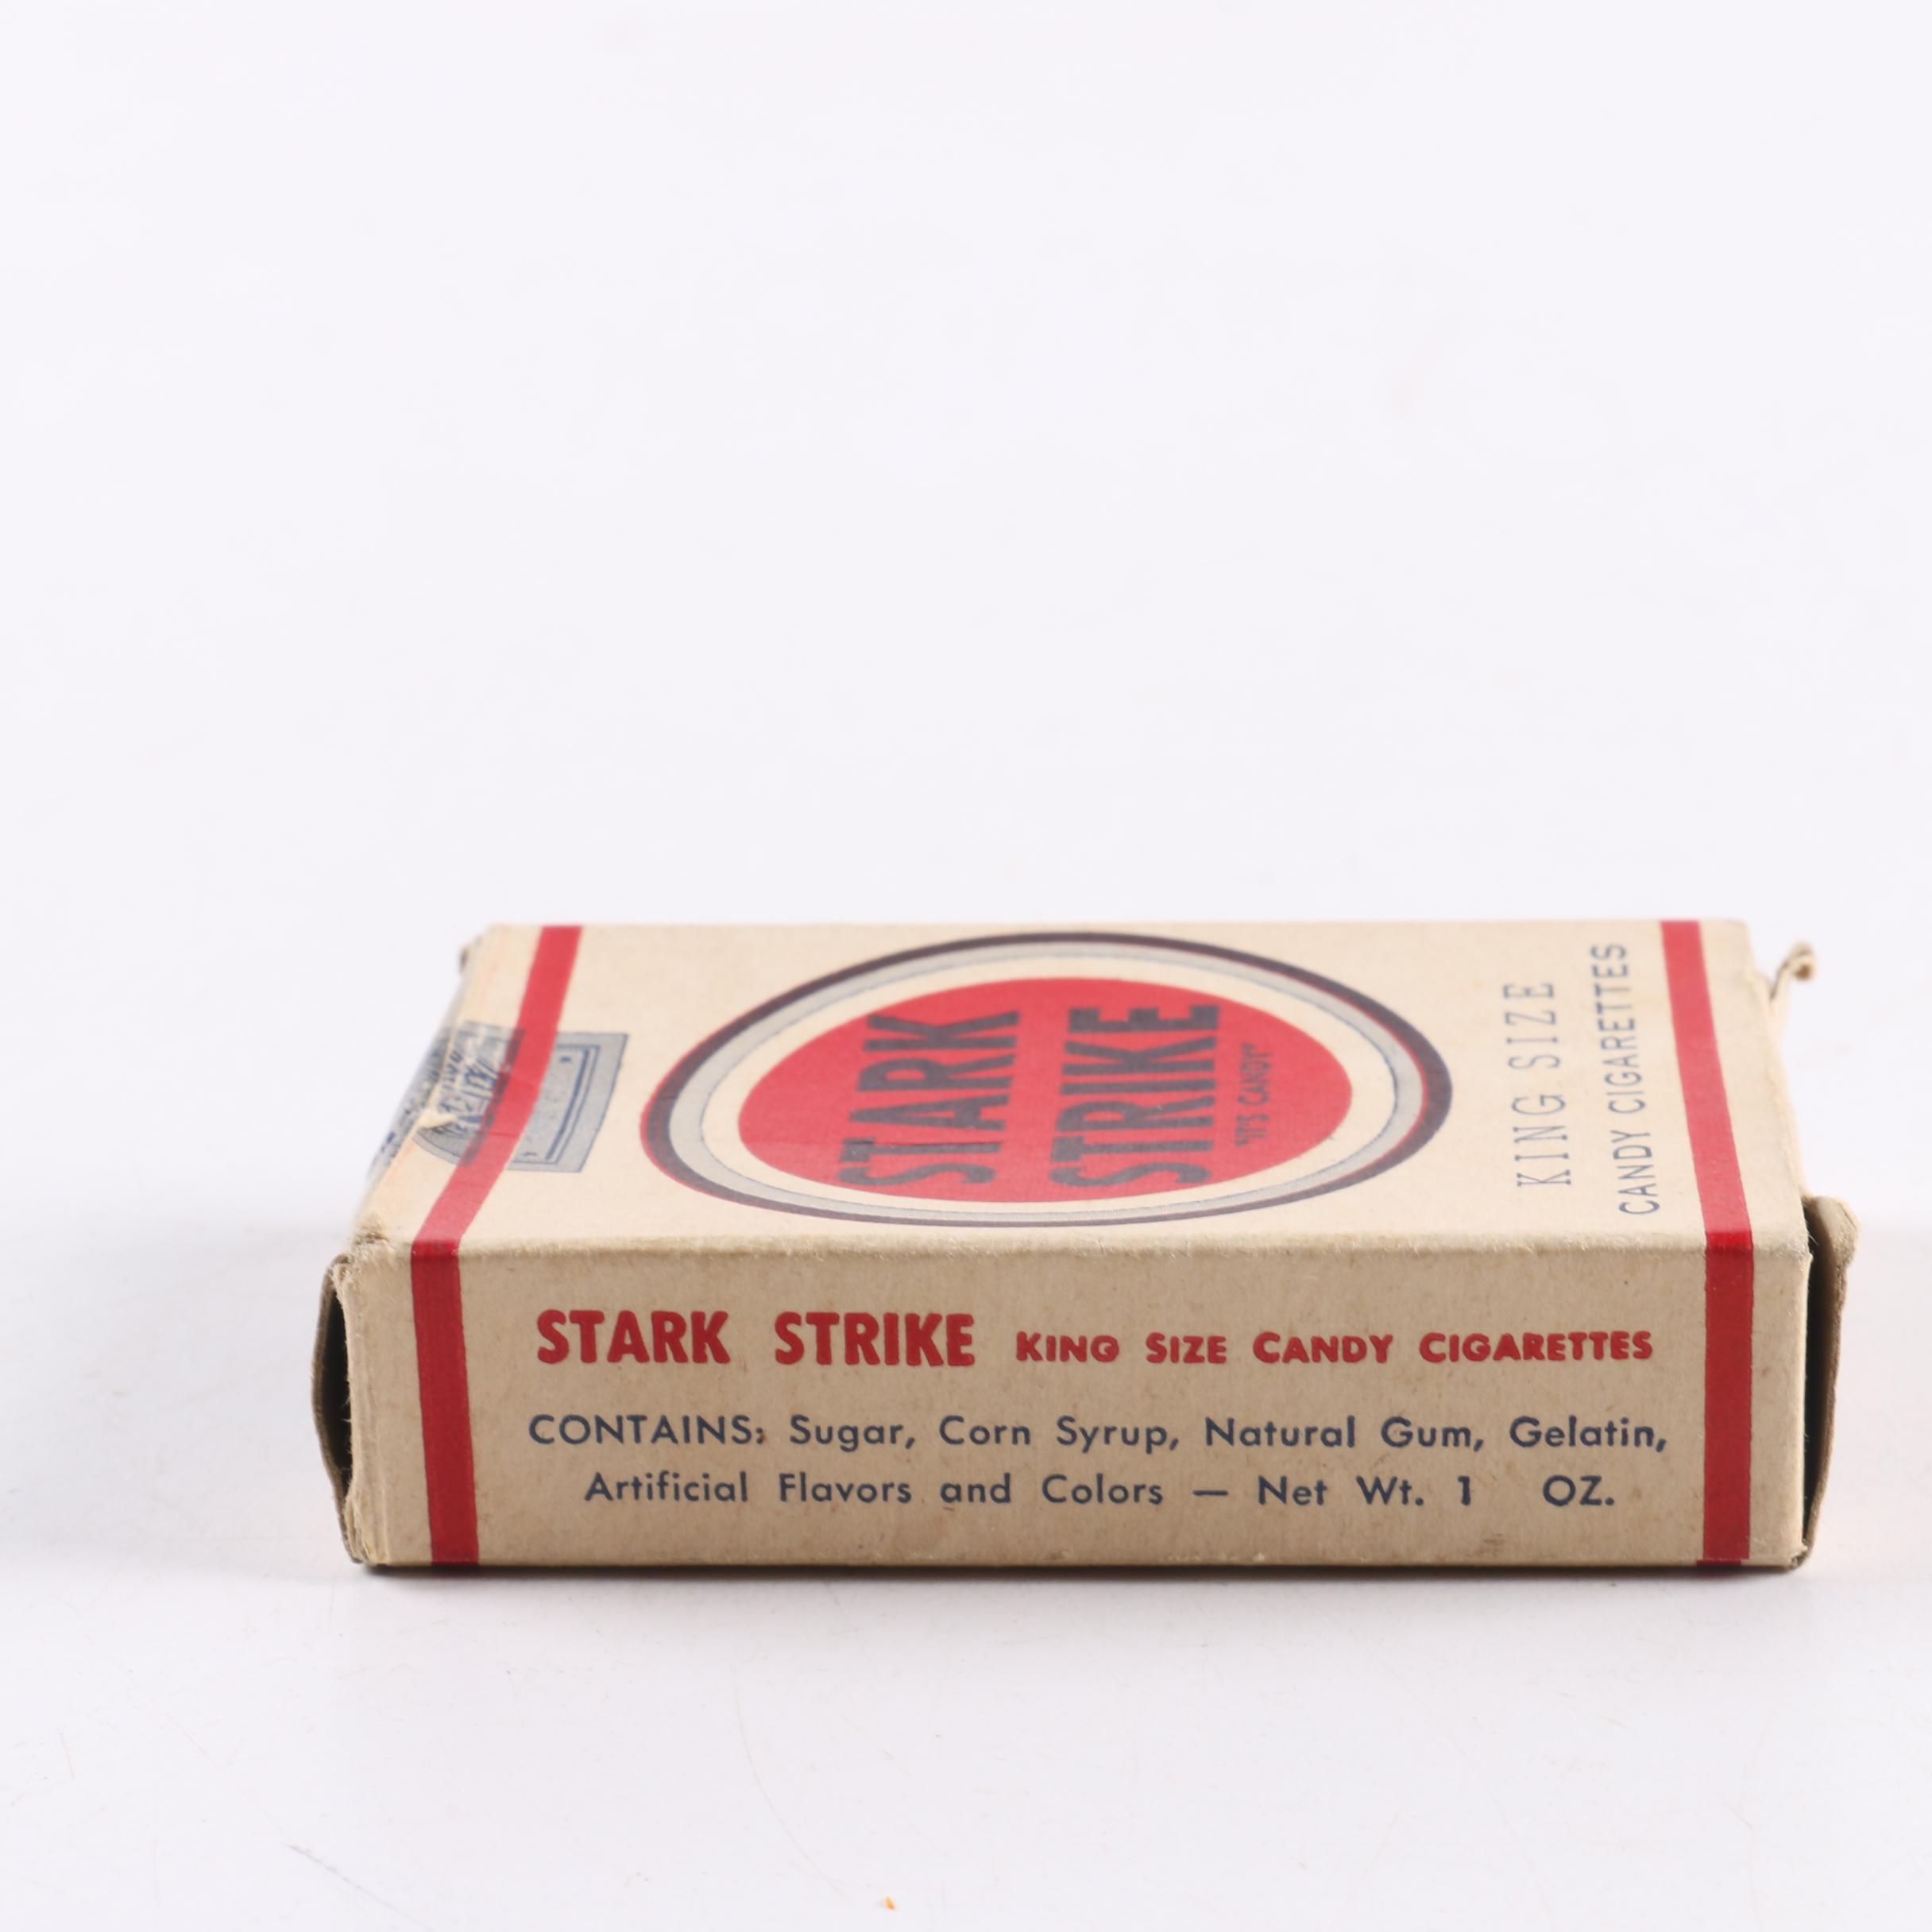 STARK
STRIKE
"IT'S CANDY"
KING SIZE
CANDY CIGARETTES
STARK STRIKE KING SIZE CANDY CIGARETTES
CONTAINS: Sugar, Corn Syrup, Natural Gum, Gelatin,
Artificial Flavors and Colors — Net Wt. 1 OZ.